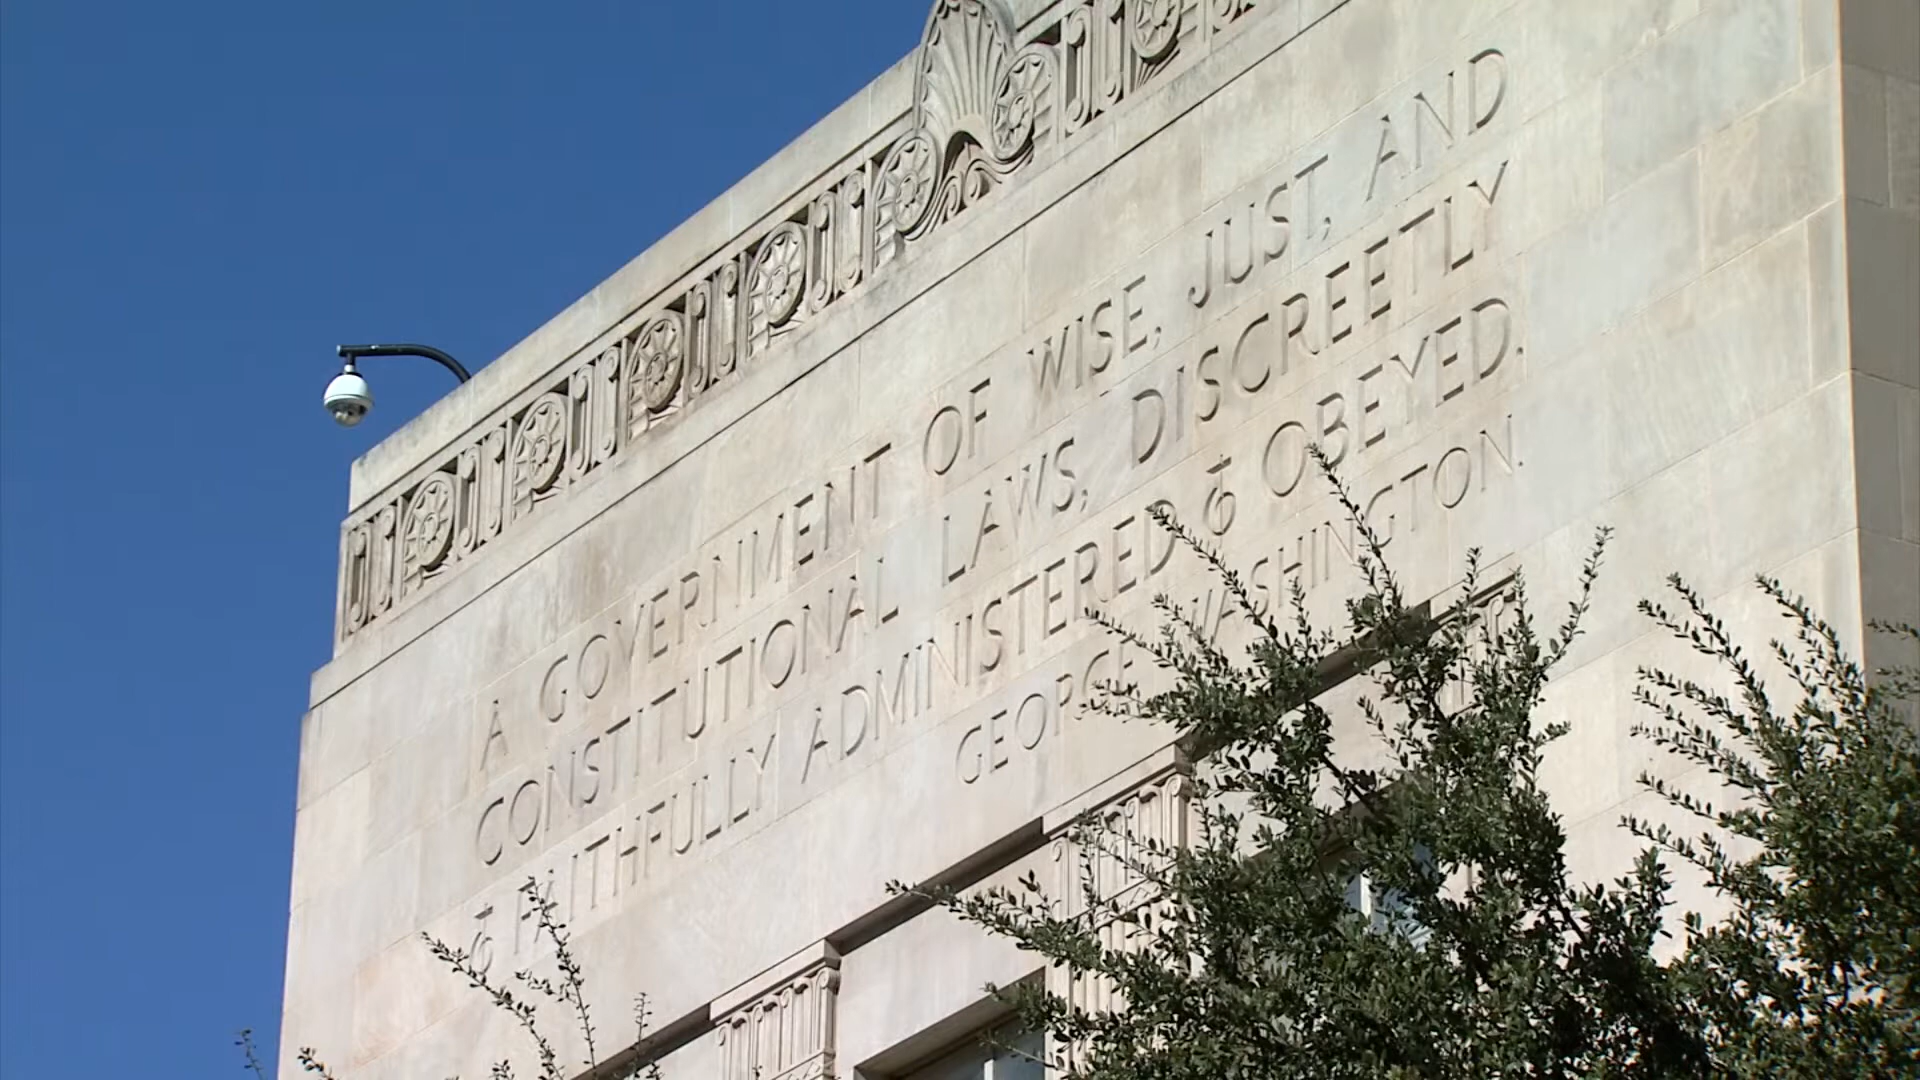 A GOVERNMENT OF WISE, JUST, AND
CONSTITUTIONAL LAWS, DISCREETLY
& FAITHFULLY ADMINISTERED & OBEYED.
GEORGE WASHINGTON.